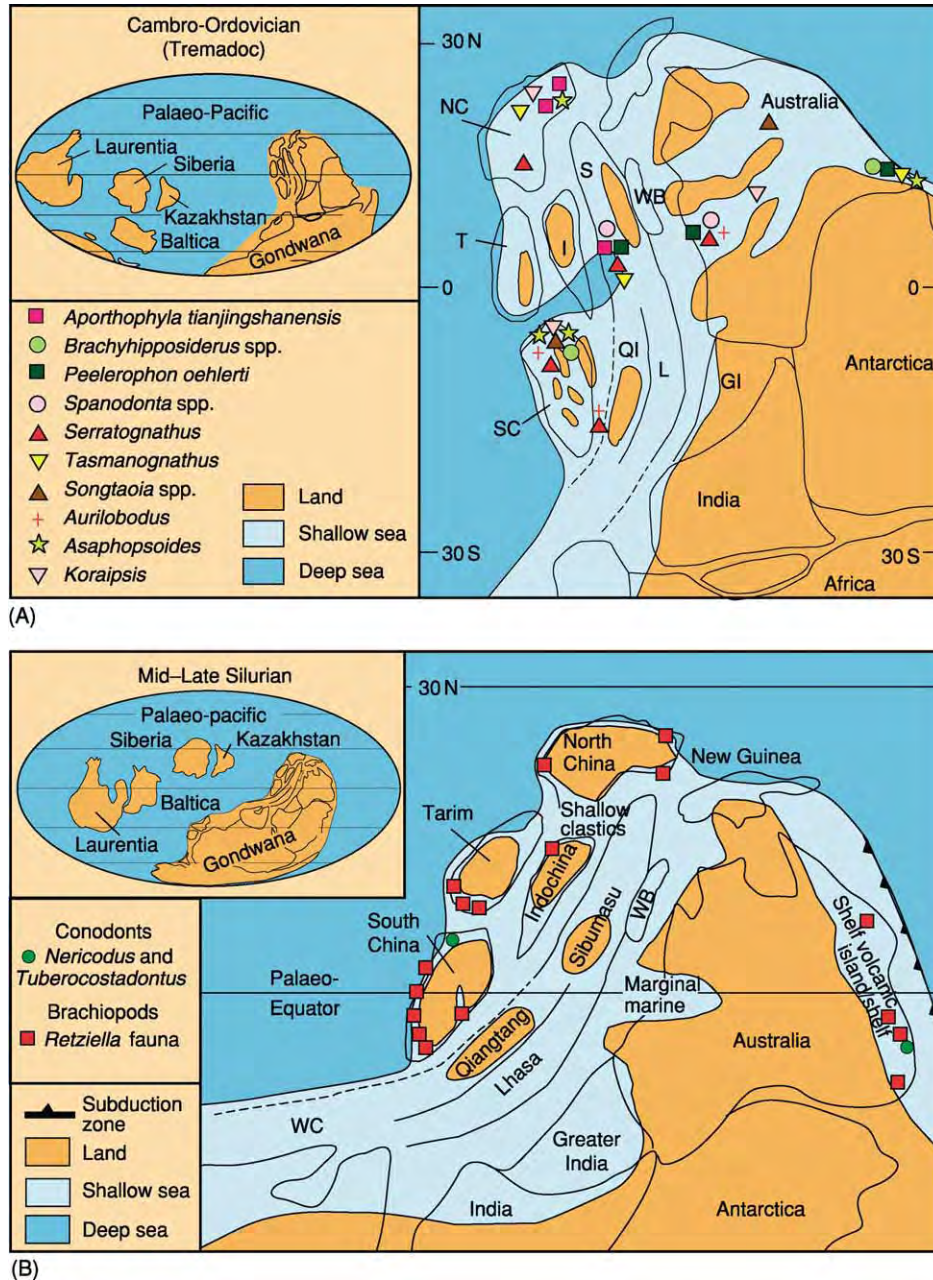 Cambro-Ordovician
(Tremadoc)
Palaeo-Pacific
Laurentia
Siberia
Kazakhstan
Baltica
Gondwana
Aporthophyla tianjingshanensis
Brachyhipposiderus spp.
Peelerophon oehlerti
Spanodonta spp.
Serratognathus
Tasmanognathus
Songtaoia spp.
Aurilobodus
Asaphopsoides
Koraipsis
Land
Shallow sea
Deep sea
30 N
NC
Australia
S
WB
T
I
0
0
QI
L
GI
Antarctica
SC
India
30 S
30 S
Africa
(A)
Mid–Late Silurian
Palaeo-pacific
Siberia
Kazakhstan
Baltica
Laurentia
Gondwana
Conodonts
Nericodus and
Tuberocostadontus
Brachiopods
Retziella fauna
Subduction
zone
Land
Shallow sea
Deep sea
30 N
North
China
New Guinea
Shallow
clastics
Tarim
Indochina
South
China
Sibumasu
WB
Shelf volcanic
island/shelf
Palaeo-
Equator
Marginal
marine
Australia
Qiangtang
Lhasa
WC
Greater
India
India
Antarctica
(B)